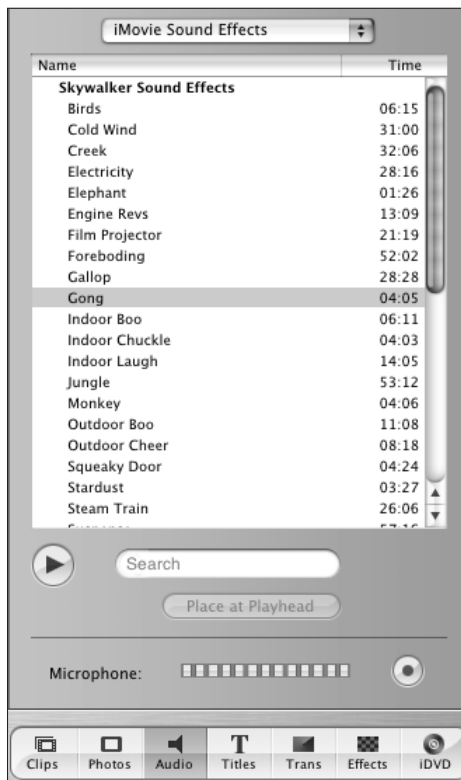 iMovie Sound Effects
Name Time
Skywalker Sound Effects
Birds 06:15
Cold Wind 31:00
Creek 32:06
Electricity 28:16
Elephant 01:26
Engine Revs 13:09
Film Projector 21:19
Foreboding 52:02
Gallop 28:28
Gong 04:05
Indoor Boo 06:11
Indoor Chuckle 04:03
Indoor Laugh 14:05
Jungle 53:12
Monkey 04:06
Outdoor Boo 11:08
Outdoor Cheer 08:18
Squeaky Door 04:24
Stardust 03:27
Steam Train 26:06
Search
Place at Playhead
Microphone:
Clips Photos Audio Titles Trans Effects iDVD